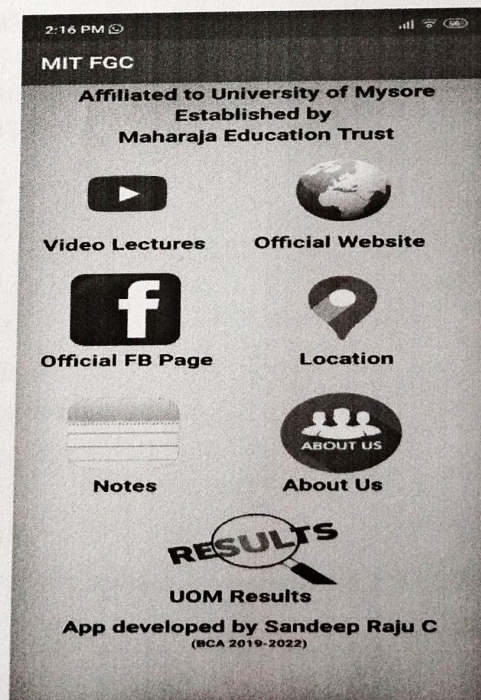 2:16 PM
56
MIT FGC
Affiliated to University of Mysore
Established by
Maharaja Education Trust
Video Lectures
Official Website
f
Official FB Page
Location
Notes
ABOUT US
About Us
RESULTS
UOM Results
App developed by Sandeep Raju C
(BCA 2019-2022)